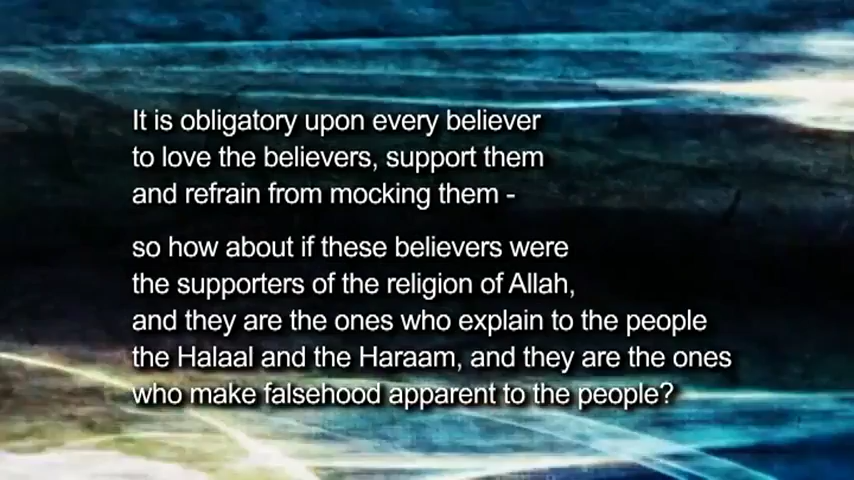 It is obligatory upon every believer
to love the believers, support them
and refrain from mocking them -
so how about if these believers were
the supporters of the religion of Allah,
and they are the ones who explain to the people
the Halaal and the Haraam, and they are the ones
who make falsehood apparent to the people?